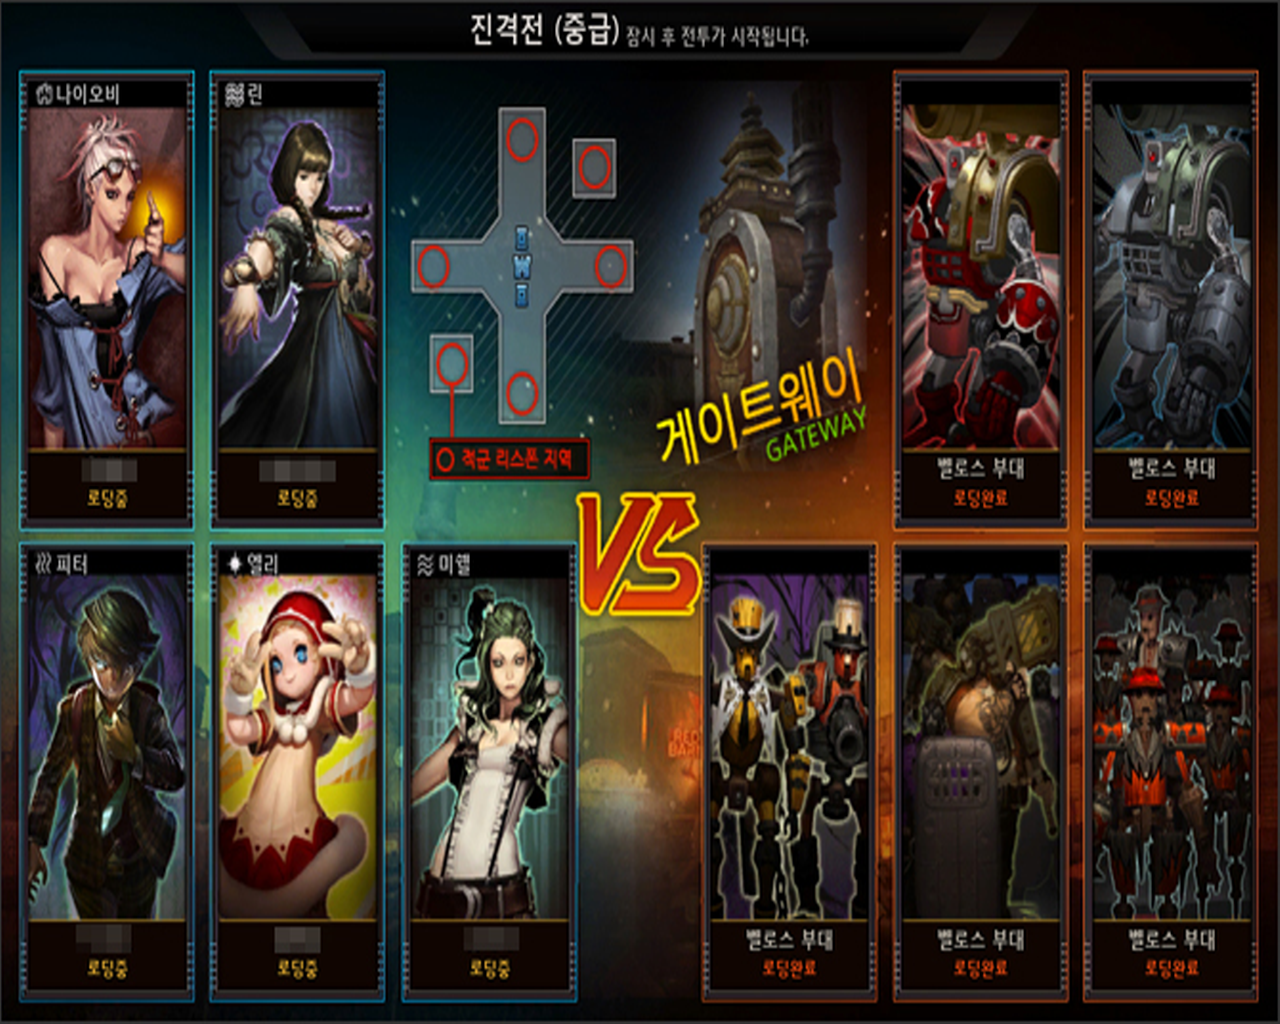 진격전 (중급) 잠시 후 전투가 시작됩니다.
나이오비
린
로딩중
로딩중
적군 리스폰 지역
게이트웨이
GATEWAY
벨로스 부대
로딩완료
벨로스 부대
로딩완료
VS
피터
엘리
미쉘
로딩중
로딩중
로딩중
RED
벨로스 부대
로딩완료
벨로스 부대
로딩완료
벨로스 부대
로딩완료